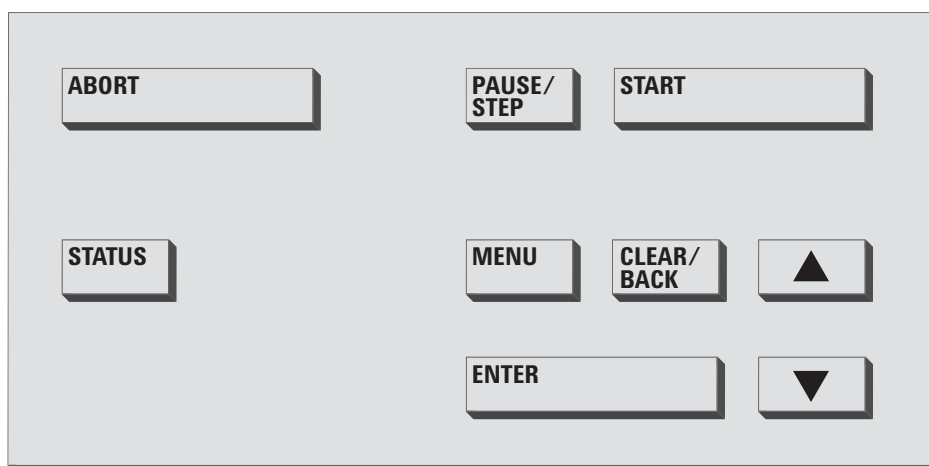 ABORT
PAUSE/
STEP
START
STATUS
MENU
CLEAR/
BACK
ENTER